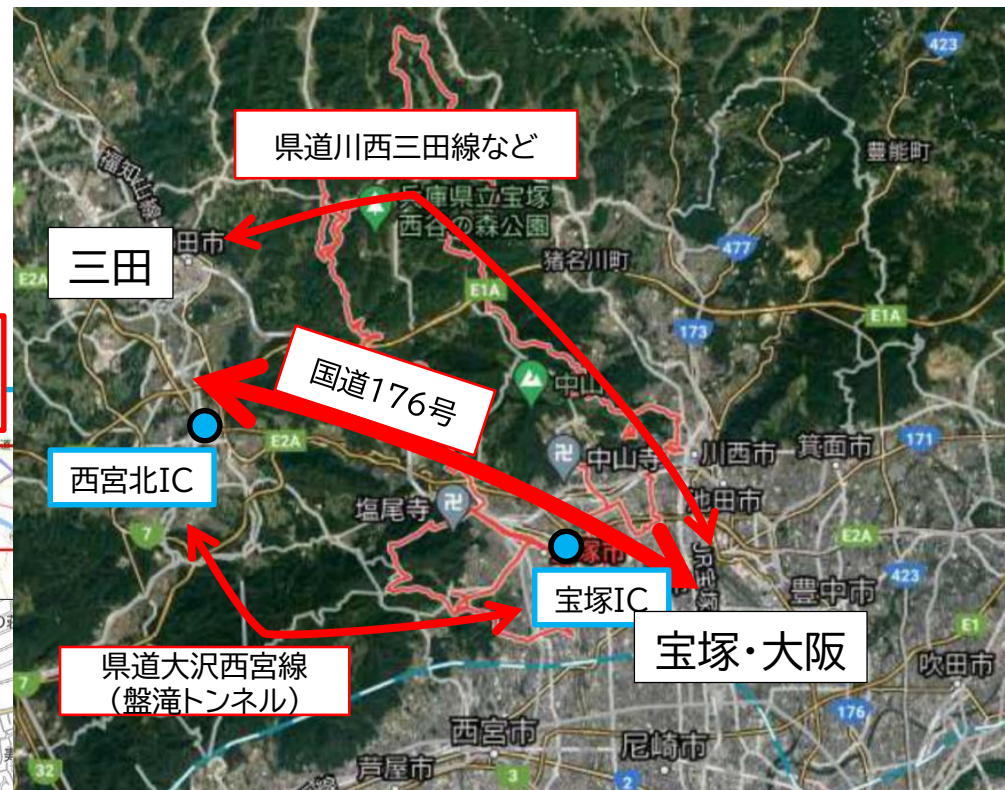 423
県道川西三田線など
豊能町
福知山線
兵庫県立宝塚
西谷の森公園
田市
三田
477
猪名川町
E2A
E1A
E1A
173
国道176号
中山
E2A
171
西宮北IC
中山寺
川西市
箕面市
塩尾寺
池田市
7
塚市
E2A
JR宝塚
423
宝塚IC
豊中市
E1
県道大沢西宮線
(盤滝トンネル)
宝塚・大阪
吹田市
7
176
西宮市
尼崎市
32
芦屋市
3
2